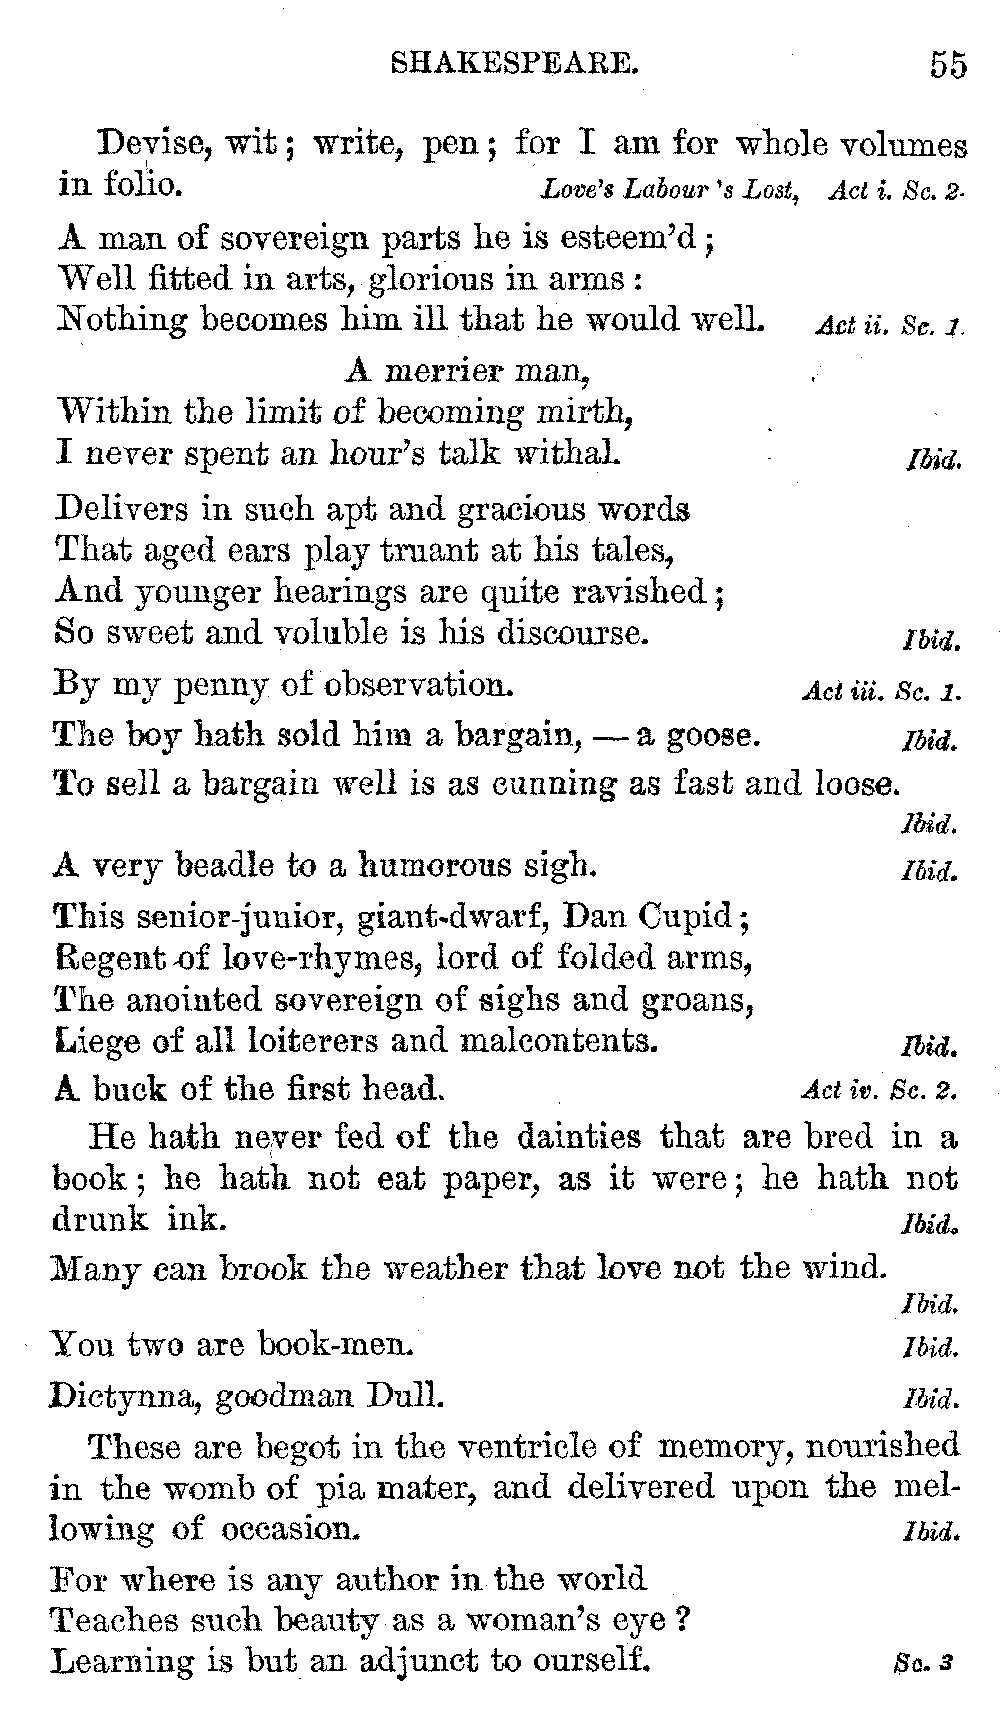 SHAKESPEARE. 55
Devise, wit; write, pen; for I am for whole volumes
in folio. Love's Labour 's Lost, Act i. Sc. 2.
A man of sovereign parts he is esteem'd;
Well fitted in arts, glorious in arms:
Nothing becomes him ill that he would well. Act ii. Sc. 1.
A merrier man,
Within the limit of becoming mirth,
I never spent an hour's talk withal. Ibid.
Delivers in such apt and gracious words
That aged ears play truant at his tales,
And younger hearings are quite ravished;
So sweet and voluble is his discourse. Ibid.
By my penny of observation. Act iii. Sc. 1.
The boy hath sold him a bargain, — a goose. Ibid.
To sell a bargain well is as cunning as fast and loose.
Ibid.
A very beadle to a humorous sigh. Ibid.
This senior-junior, giant-dwarf, Dan Cupid;
Regent of love-rhymes, lord of folded arms,
The anointed sovereign of sighs and groans,
Liege of all loiterers and malcontents. Ibid.
A buck of the first head. Act iv. Sc. 2.
He hath never fed of the dainties that are bred in a
book; he hath not eat paper, as it were; he hath not
drunk ink. Ibid.
Many can brook the weather that love not the wind.
Ibid.
You two are book-men. Ibid.
Dictynna, goodman Dull. Ibid.
These are begot in the ventricle of memory, nourished
in the womb of pia mater, and delivered upon the mel-
lowing of occasion. Ibid.
For where is any author in the world
Teaches such beauty as a woman's eye?
Learning is but an adjunct to ourself. Sc. 3